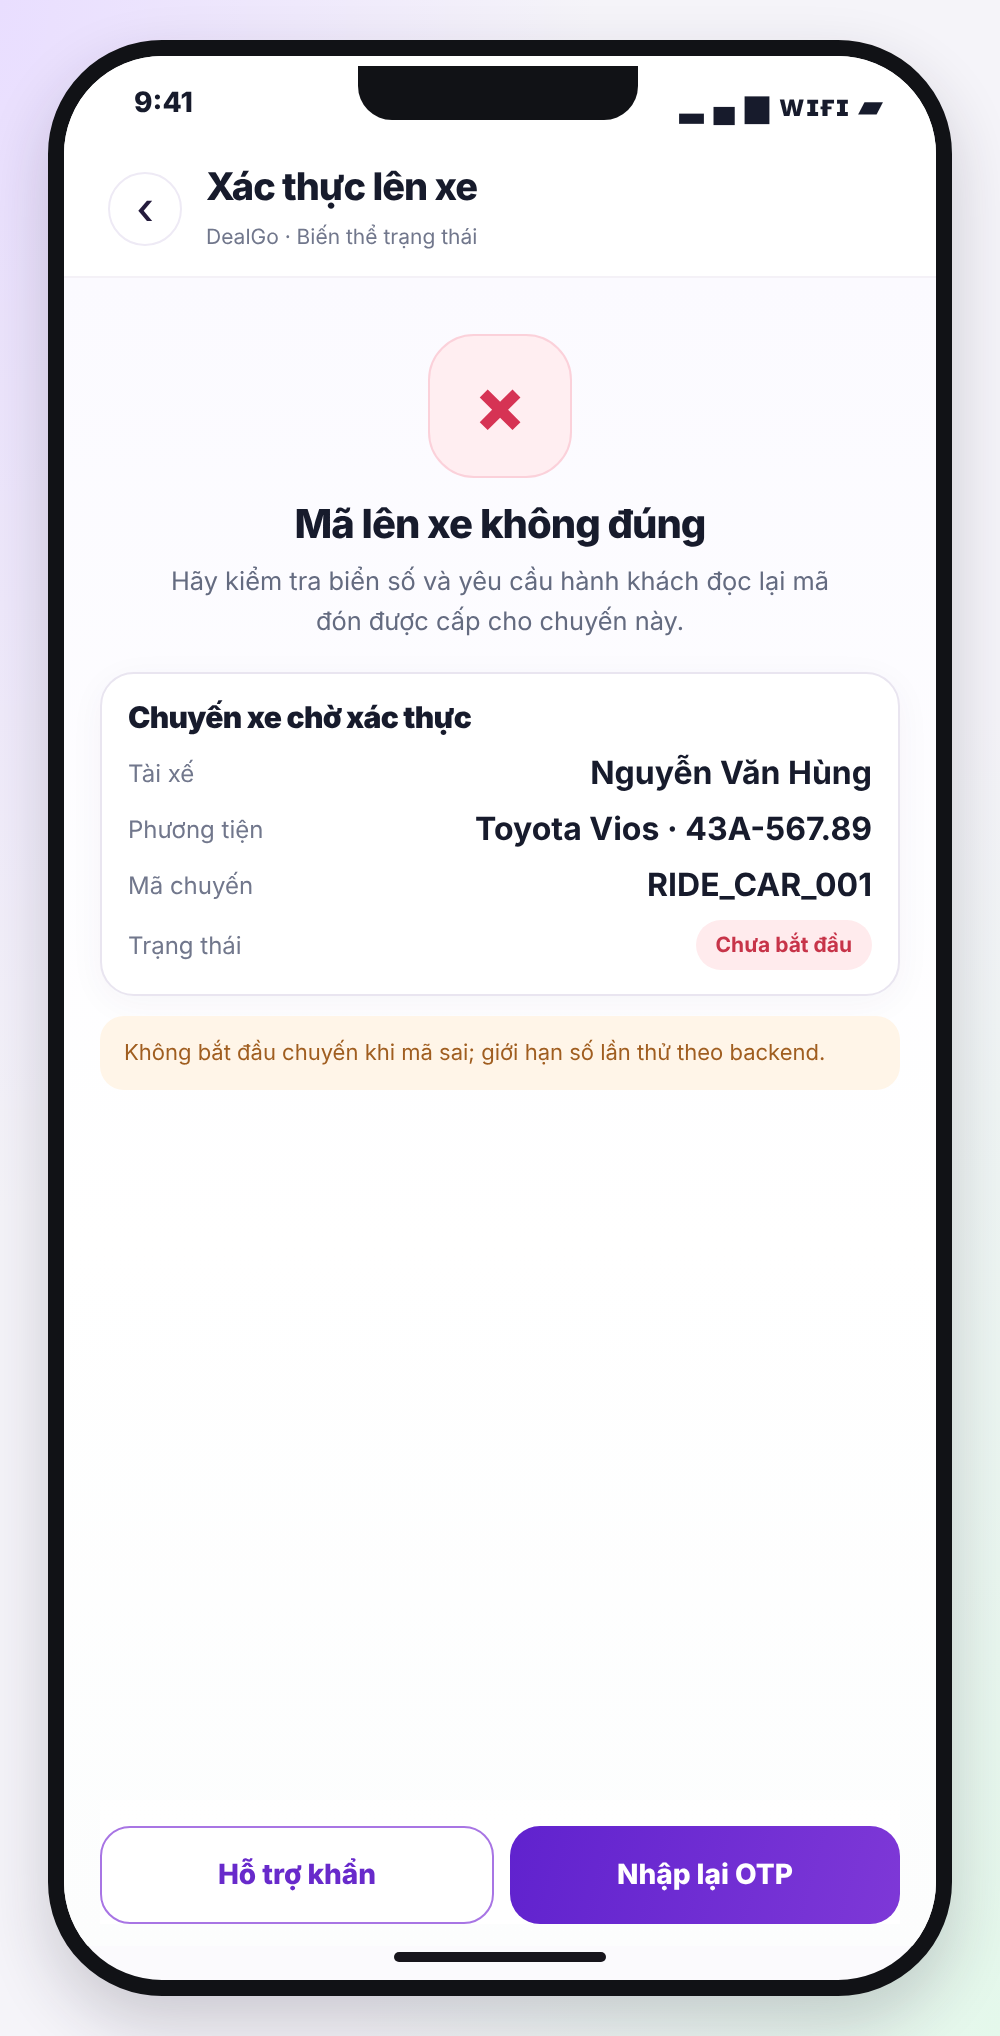 9:41
WIFI
Xác thực lên xe
DealGo · Biến thể trạng thái
Mã lên xe không đúng
Hãy kiểm tra biển số và yêu cầu hành khách đọc lại mã
đón được cấp cho chuyến này.
Chuyến xe chờ xác thực
Tài xế Nguyễn Văn Hùng
Phương tiện Toyota Vios · 43A-567.89
Mã chuyến RIDE_CAR_001
Trạng thái Chưa bắt đầu
Không bắt đầu chuyến khi mã sai; giới hạn số lần thử theo backend.
Hỗ trợ khẩn
Nhập lại OTP